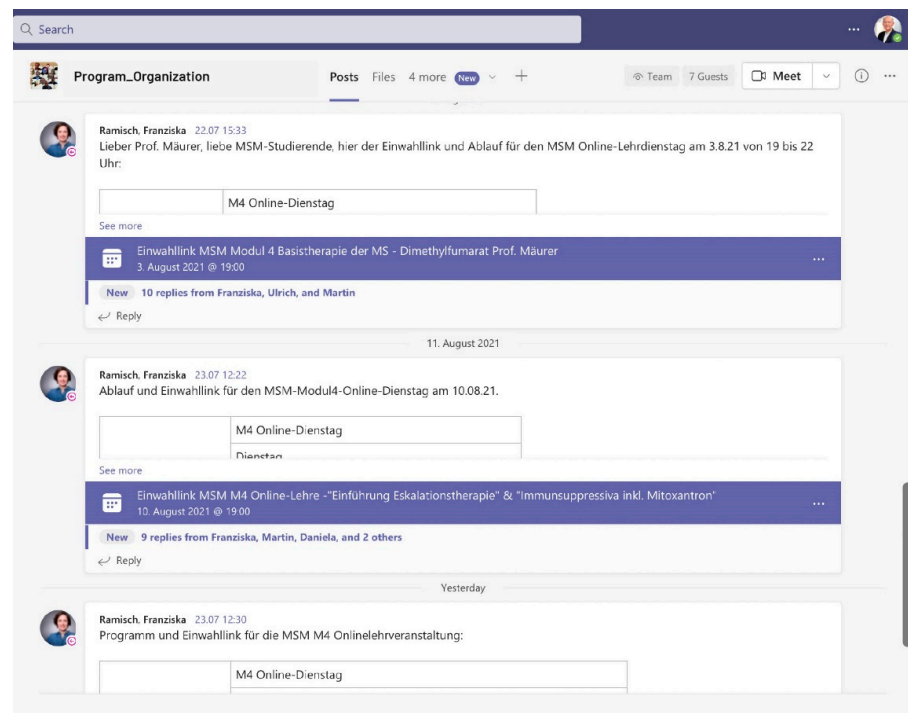 Search
Program_Organization
Posts Files 4 more New
Team 7 Guests Meet
Ramisch, Franziska 22.07 15:33
Lieber Prof. Mäurer, liebe MSM-Studierende, hier der Einwahllink und Ablauf für den MSM Online-Lehrdienstag am 3.8.21 von 19 bis 22
Uhr:
M4 Online-Dienstag
See more
Einwahllink MSM Modul 4 Basistherapie der MS - Dimethylfumarat Prof. Mäurer
3. August 2021 @ 19:00
New 10 replies from Franziska, Ulrich, and Martin
Reply
11. August 2021
Ramisch, Franziska 23.07 12:22
Ablauf und Einwahllink für den MSM-Modul4-Online-Dienstag am 10.08.21.
M4 Online-Dienstag
Dienstag
See more
Einwahllink MSM M4 Online-Lehre -"Einführung Eskalationstherapie" & "Immunsuppressiva inkl. Mitoxantron"
10. August 2021 @ 19:00
New 9 replies from Franziska, Martin, Daniela, and 2 others
Reply
Yesterday
Ramisch, Franziska 23.07 12:30
Programm und Einwahllink für die MSM M4 Onlinelehrveranstaltung:
M4 Online-Dienstag